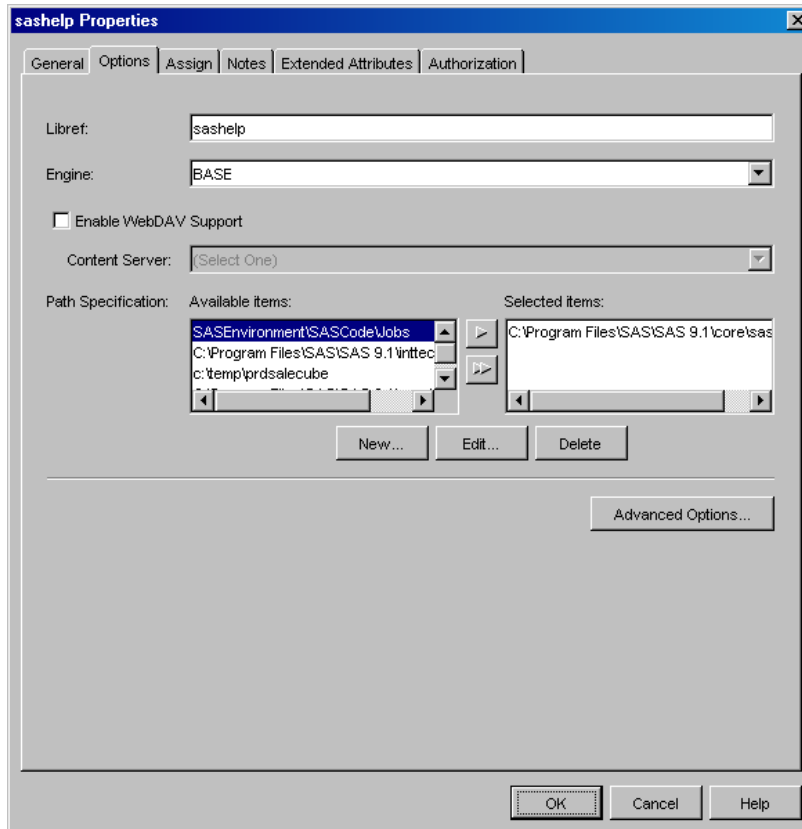 sashelp Properties
General Options Assign Notes Extended Attributes Authorization
Libref: sashelp
Engine: BASE
Enable WebDAV Support
Content Server: (Select One)
Path Specification: Available items: Selected items:
SASEnvironment\SASCode\Jobs
C:\Program Files\SAS\SAS 9.1\inttec
c:\temp\prdsalecube
C:\Program Files\SAS\SAS 9.1\core\sas
New... Edit... Delete
Advanced Options...
OK Cancel Help